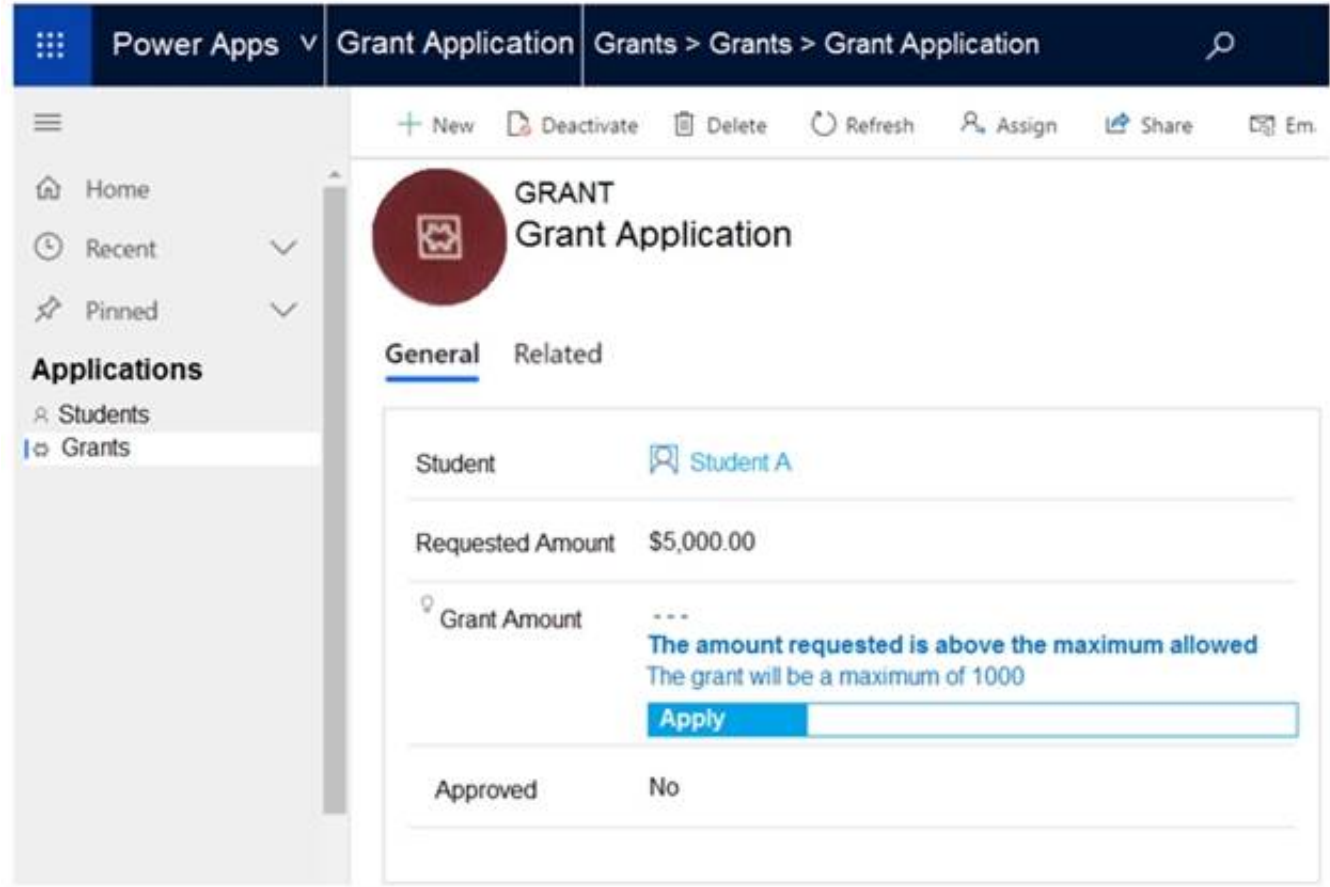 Power Apps Grant Application Grants > Grants > Grant Application
New Deactivate Delete Refresh Assign Share Em
Home
Recent
Pinned
Applications
Students
Grants
GRANT
Grant Application
General Related
Student Student A
Requested Amount $5,000.00
Grant Amount ---
The amount requested is above the maximum allowed
The grant will be a maximum of 1000
Apply
Approved No